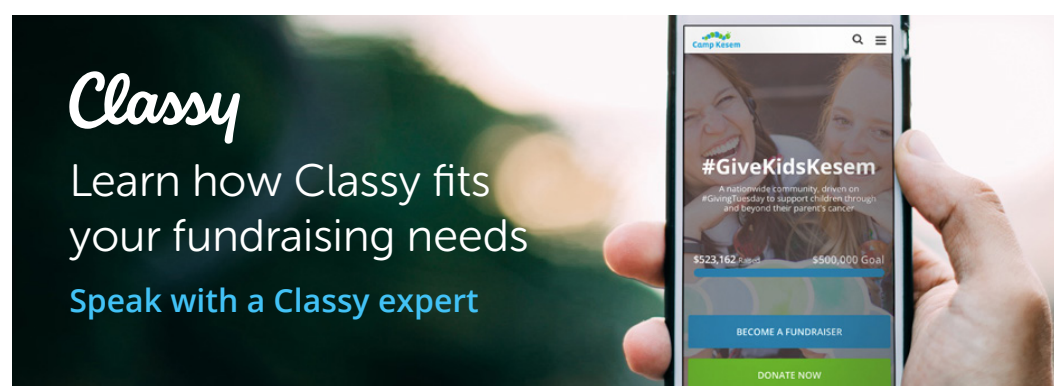 Classy
Learn how Classy fits
your fundraising needs
Speak with a Classy expert
Camp Kesem
#GiveKidsKesem
A nationwide community, driven on
#GivingTuesday to support children through
and beyond their parent's cancer
$523,162 Raised $500,000 Goal
BECOME A FUNDRAISER
DONATE NOW